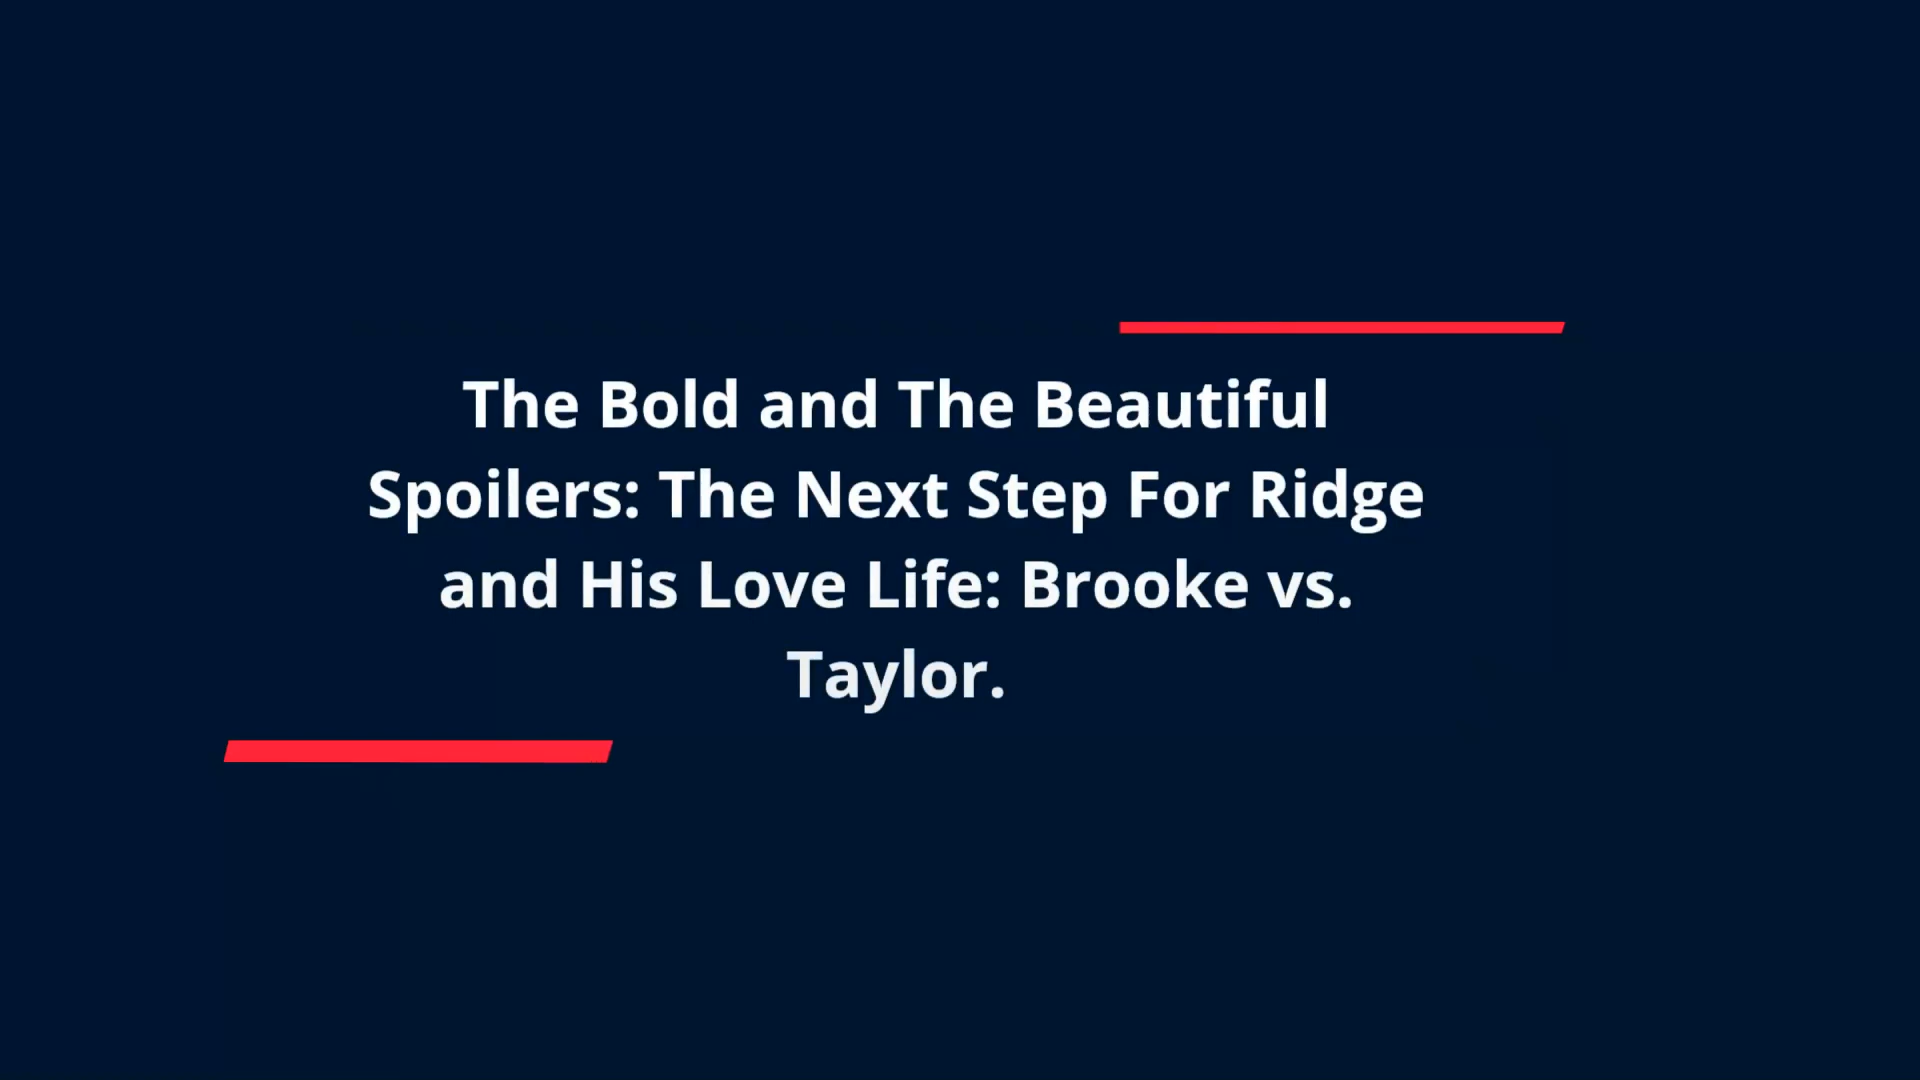 The Bold and The Beautiful
Spoilers: The Next Step For Ridge
and His Love Life: Brooke vs.
Taylor.